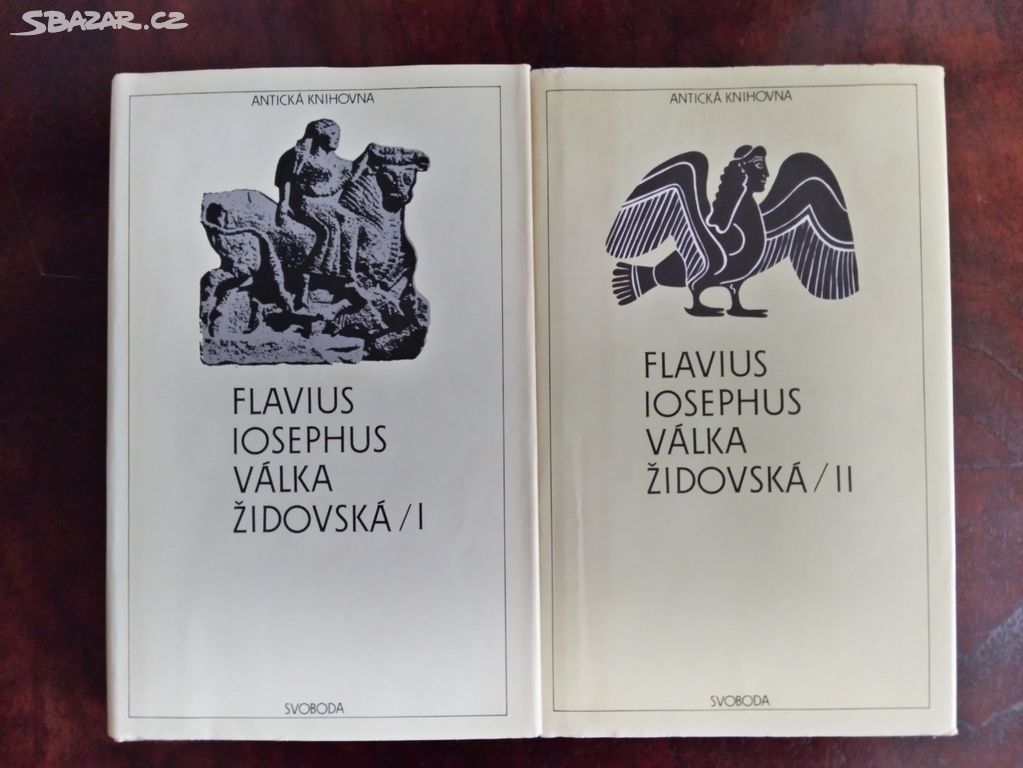 SBAZAR.CZ
ANTICKÁ KNIHOVNA
FLAVIUS
IOSEPHUS
VÁLKA
ŽIDOVSKÁ/I
SVOBODA
ANTICKÁ KNIHOVNA
FLAVIUS
IOSEPHUS
VÁLKA
ŽIDOVSKÁ/II
SVOBODA